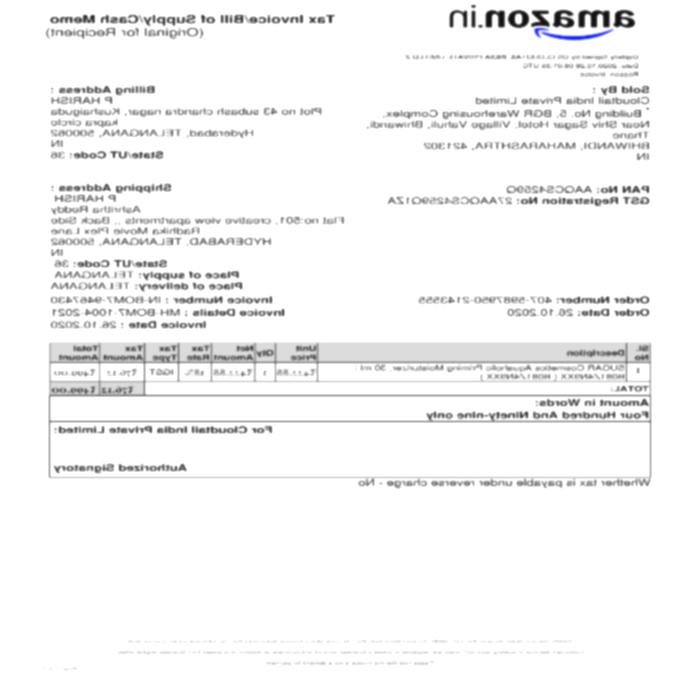 amazon.in
Tax Invoice/Bill of Supply/Cash Memo
(Original for Recipient)
Sold By :
Cloudtail India Private Limited
Building No. 5, BGR Warehousing Complex,
Near Shiv Sagar Hotel, Village Vahuli, Bhiwandi,
Thane
BHIWANDI, MAHARASHTRA, 421302
IN
Billing Address :
P HARISH
Plot no 43 subash chandra nagar, Kushaiguda
kapra circlo
Hyderabad, TELANGANA, 500062
IN
State/UT Code: 36
PAN No: AAQCS4259Q
GST Registration No: 27AAQCS4259Q1ZA
Shipping Address :
P HARISH
Ashritha Reddy
Flat no:501, creative view apartments ,, Back Side
Radhika Movie Plex Lane
HYDERABAD, TELANGANA, 500062
IN
State/UT Code: 36
Place of supply: TELANGANA
Place of delivery: TELANGANA
Order Number: 407-5987950-2143555
Order Date: 26.10.2020
Invoice Number : IN-BOM7-9467430
Invoice Details : MH-BOM7-1004-2021
Invoice Date : 26.10.2020
Sl. No Description Unit Price Qty Net Amount Tax Rate Tax Type Tax Amount Total Amount
1 SUGAR Cosmetics Aquaholic Priming Moisturizer, 30 ml | ₹422.88 1 ₹422.88 18% IGST ₹76.12 ₹499.00
TOTAL: ₹76.12 ₹499.00
Amount in Words:
Four Hundred And Ninety-nine only
For Cloudtail India Private Limited:
Authorized Signatory
Whether tax is payable under reverse charge - No